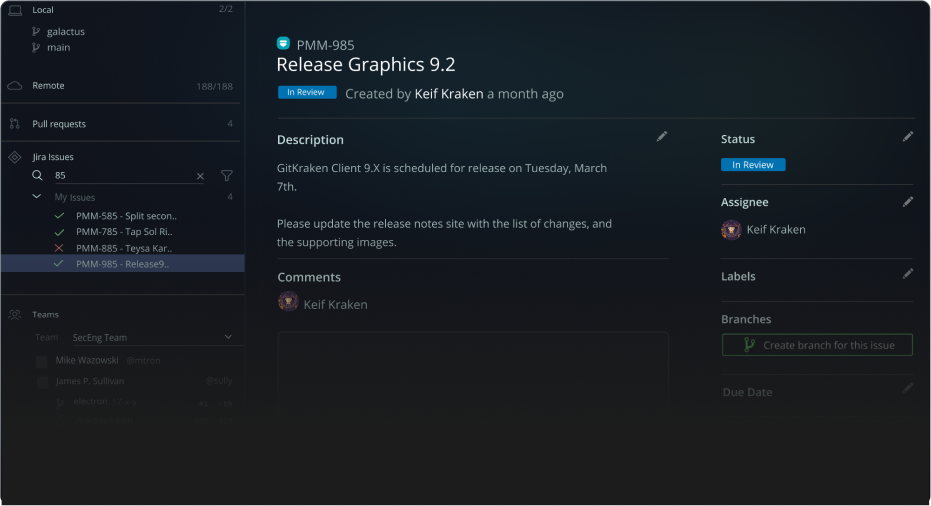 Local 2/2
galactus
main
Remote 188/188
Pull requests 4
Jira Issues
85
My Issues 4
PMM-585 - Split secon..
PMM-785 - Tap Sol Ri..
PMM-885 - Teysa Kar..
PMM-985 - Release9..
Teams
Team SecEng Team
Mike Wazowski @mtron
James P. Sullivan @sully
electron
PMM-985
Release Graphics 9.2
In Review Created by Keif Kraken a month ago
Description
GitKraken Client 9.X is scheduled for release on Tuesday, March
7th.
Please update the release notes site with the list of changes, and
the supporting images.
Comments
Keif Kraken
Status
In Review
Assignee
Keif Kraken
Labels
Branches
Create branch for this issue
Due Date